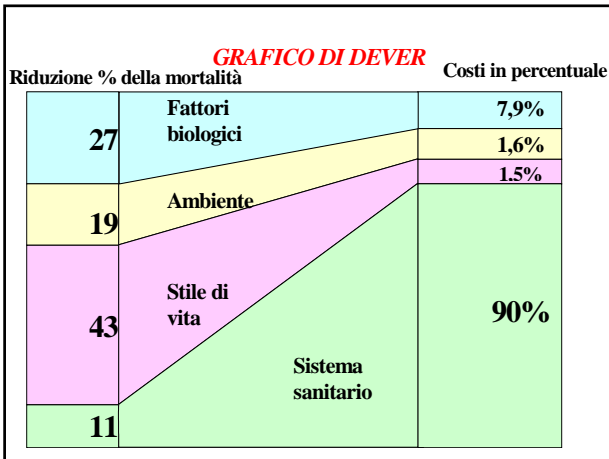 GRAFICO DI DEVER
Riduzione % della mortalità
Costi in percentuale
27
Fattori
biologici
7,9%
19
Ambiente
1,6%
43
Stile di
vita
1.5%
11
Sistema
sanitario
90%